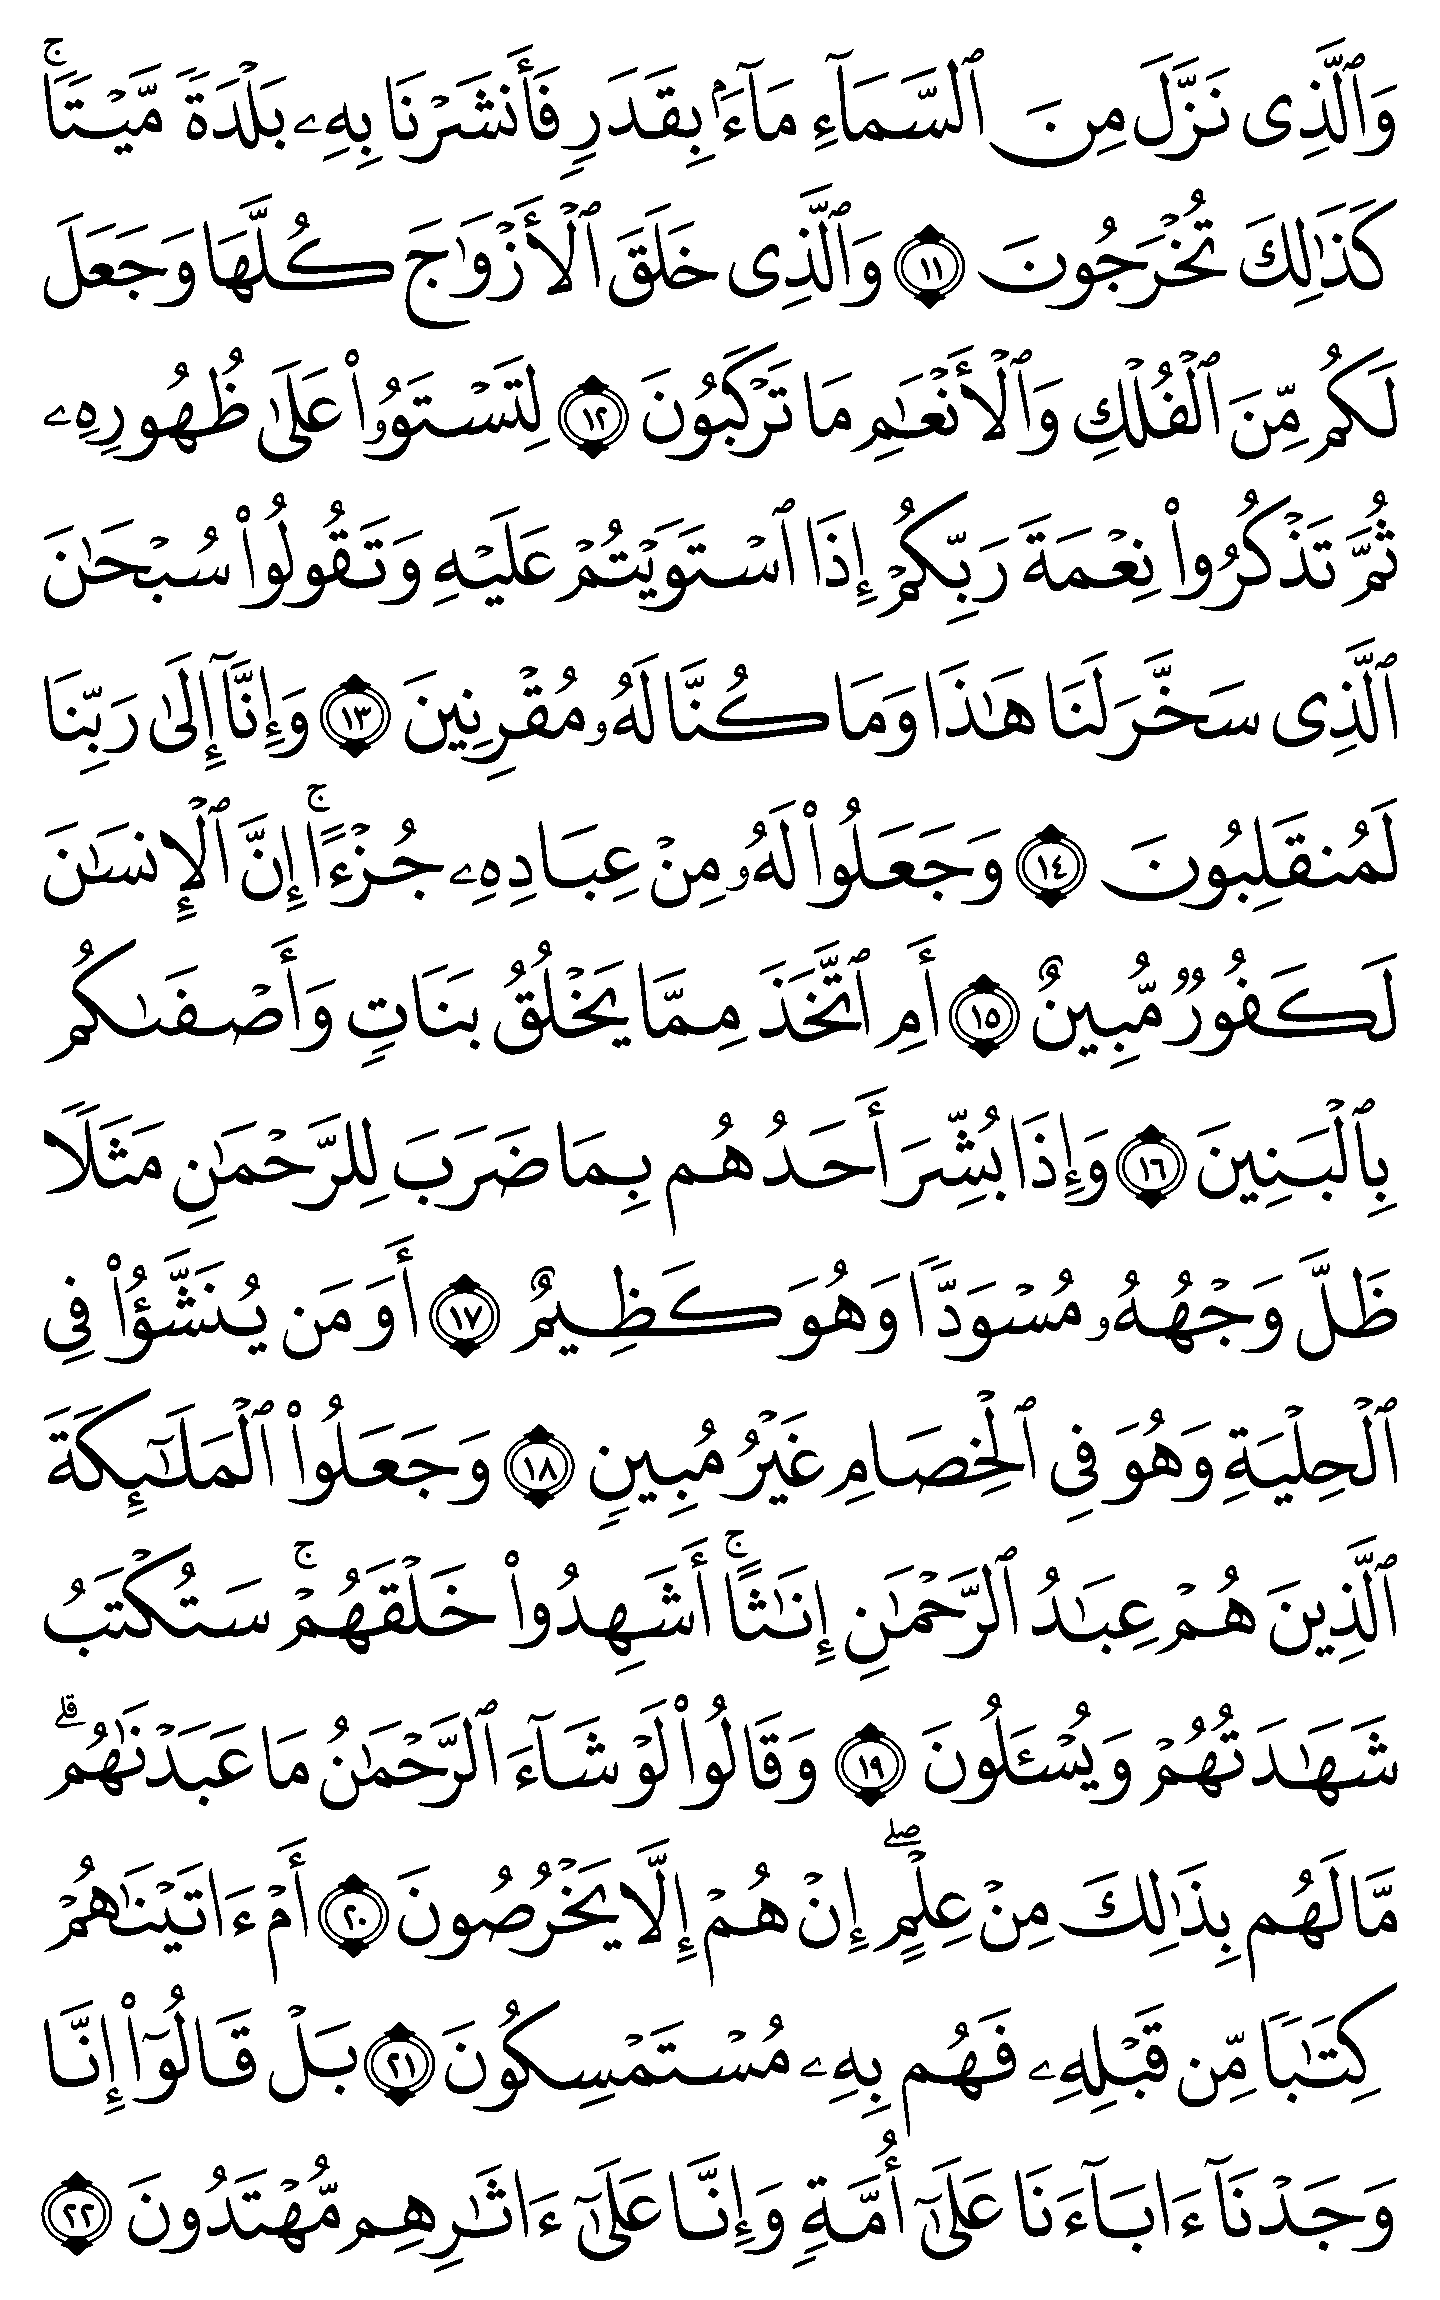 وَٱلَّذِى نَزَّلَ مِنَ ٱلسَّمَآءِ مَآءَۢ بِقَدَرٍ فَأَنشَرْنَا بِهِۦ بَلْدَةً مَّيْتًاۚ
كَذَٰلِكَ تُخْرَجُونَ ١١ وَٱلَّذِى خَلَقَ ٱلْأَزْوَٰجَ كُلَّهَا وَجَعَلَ
لَكُم مِّنَ ٱلْفُلْكِ وَٱلْأَنْعَٰمِ مَا تَرْكَبُونَ ١٢ لِتَسْتَوُۥا۟ عَلَىٰ ظُهُورِهِۦ
ثُمَّ تَذْكُرُوا۟ نِعْمَةَ رَبِّكُمْ إِذَا ٱسْتَوَيْتُمْ عَلَيْهِ وَتَقُولُوا۟ سُبْحَٰنَ
ٱلَّذِى سَخَّرَ لَنَا هَٰذَا وَمَا كُنَّا لَهُۥ مُقْرِنِينَ ١٣ وَإِنَّآ إِلَىٰ رَبِّنَا
لَمُنقَلِبُونَ ١٤ وَجَعَلُوا۟ لَهُۥ مِنْ عِبَادِهِۦ جُزْءًاۚ إِنَّ ٱلْإِنسَٰنَ
لَكَفُورٌ مُّبِينٌ ١٥ أَمِ ٱتَّخَذَ مِمَّا يَخْلُقُ بَنَاتٍ وَأَصْفَىٰكُم
بِٱلْبَنِينَ ١٦ وَإِذَا بُشِّرَ أَحَدُهُم بِمَا ضَرَبَ لِلرَّحْمَٰنِ مَثَلًا
ظَلَّ وَجْهُهُۥ مُسْوَدًّا وَهُوَ كَظِيمٌ ١٧ أَوَمَن يُنَشَّؤُا۟ فِى
ٱلْحِلْيَةِ وَهُوَ فِى ٱلْخِصَامِ غَيْرُ مُبِينٍ ١٨ وَجَعَلُوا۟ ٱلْمَلَٰٓئِكَةَ
ٱلَّذِينَ هُمْ عِبَٰدُ ٱلرَّحْمَٰنِ إِنَٰثًاۚ أَشَهِدُوا۟ خَلْقَهُمْۚ سَتُكْتَبُ
شَهَٰدَتُهُمْ وَيُسْـَٔلُونَ ١٩ وَقَالُوا۟ لَوْ شَآءَ ٱلرَّحْمَٰنُ مَا عَبَدْنَٰهُمۗ
مَّا لَهُم بِذَٰلِكَ مِنْ عِلْمٍۖ إِنْ هُمْ إِلَّا يَخْرُصُونَ ٢٠ أَمْ ءَاتَيْنَٰهُمْ
كِتَٰبًا مِّن قَبْلِهِۦ فَهُم بِهِۦ مُسْتَمْسِكُونَ ٢١ بَلْ قَالُوٓا۟ إِنَّا
وَجَدْنَآ ءَابَآءَنَا عَلَىٰٓ أُمَّةٍ وَإِنَّا عَلَىٰٓ ءَاثَٰرِهِم مُّهْتَدُونَ ٢٢